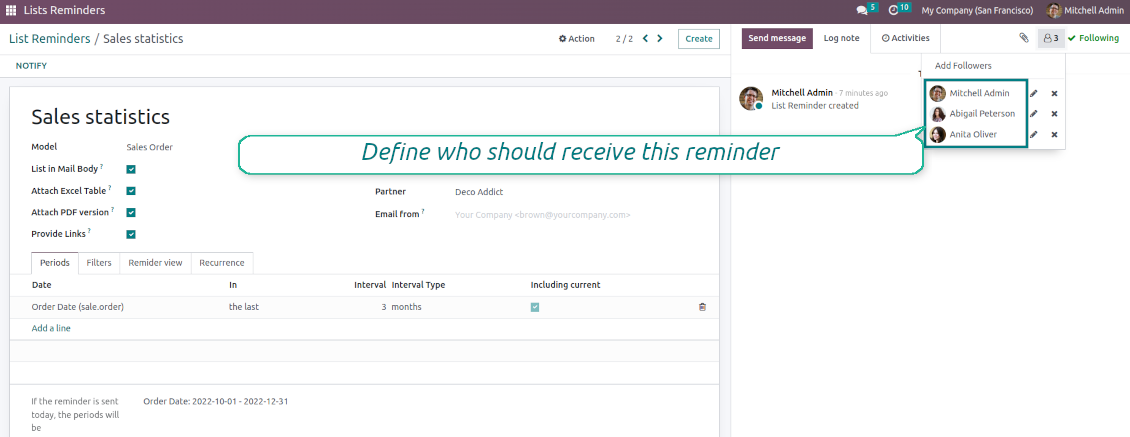 Lists Reminders 5 10 My Company (San Francisco) Mitchell Admin
List Reminders / Sales statistics Action 2 / 2 Create Send message Log note Activities 3 Following
NOTIFY
Add Followers
Mitchell Admin
Abigail Peterson
Anita Oliver
T
Mitchell Admin - 7 minutes ago
List Reminder created
Sales statistics
Define who should receive this reminder
Model Sales Order
List in Mail Body ?
Attach Excel Table ? Partner Deco Addict
Attach PDF version ? Email from ? Your Company <brown@yourcompany.com>
Provide Links ?
Periods Filters Remider view Recurrence
Date In Interval Interval Type Including current
Order Date (sale.order) the last 3 months
Add a line
If the reminder is sent Order Date: 2022-10-01 - 2022-12-31
today, the periods will
be